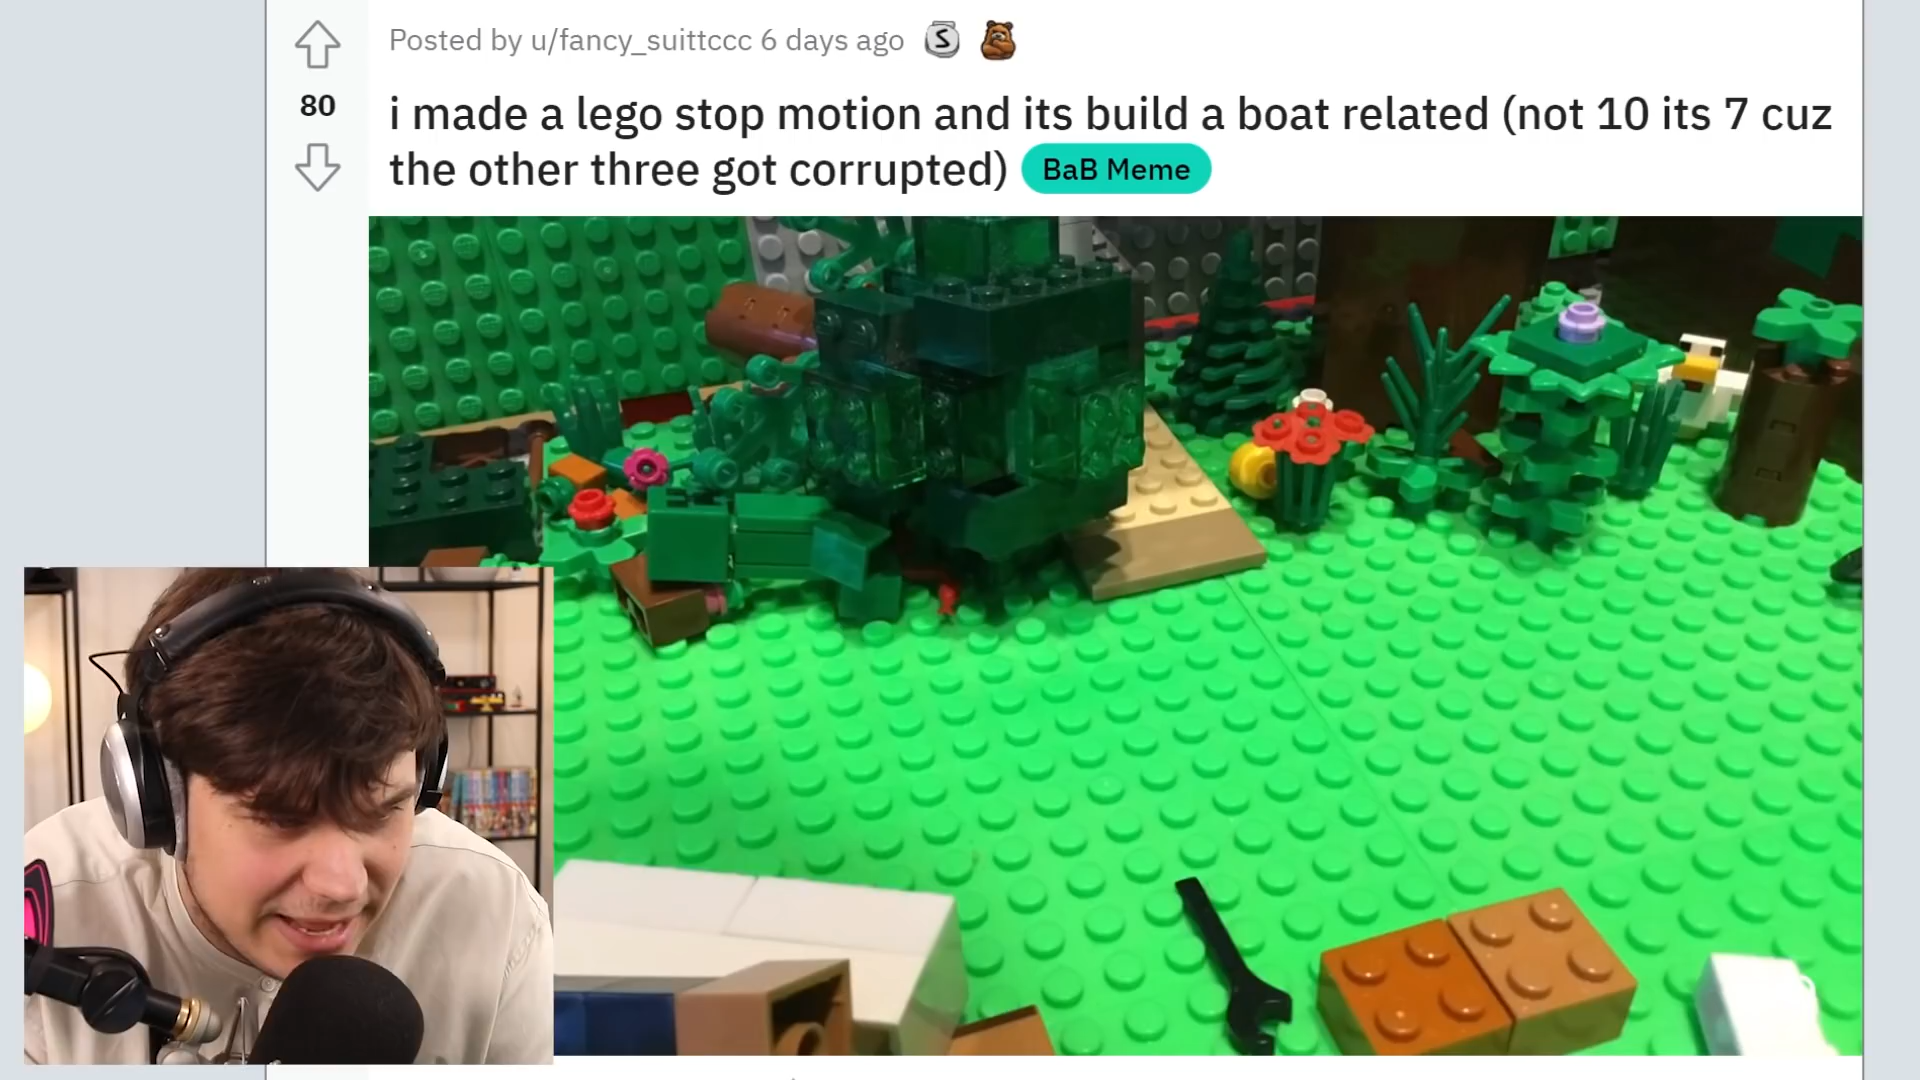 Posted by u/fancy_suittccc 6 days ago
80
i made a lego stop motion and its build a boat related (not 10 its 7 cuz
the other three got corrupted) BaB Meme